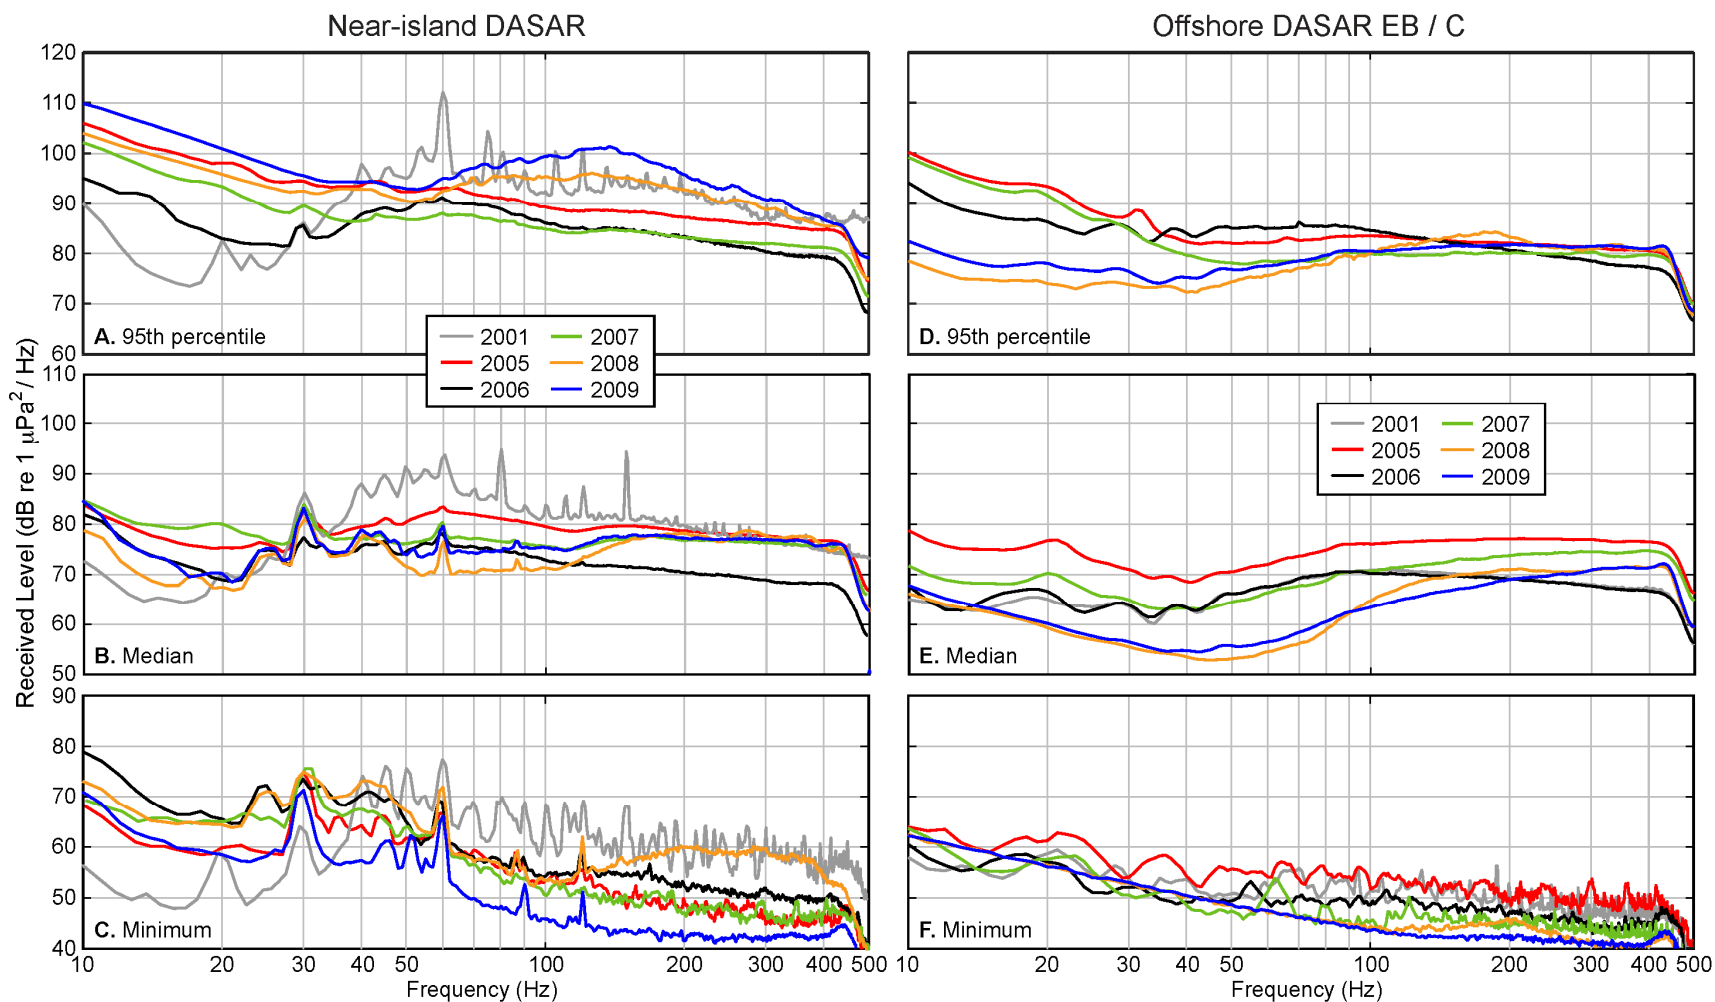 Near-island DASAR
Offshore DASAR EB / C
Received Level (dB re 1 µPa² / Hz)
120
110
100
90
80
70
60
A. 95th percentile
D. 95th percentile
2001 2007
2005 2008
2006 2009
110
100
90
80
70
60
50
B. Median
2001 2007
2005 2008
2006 2009
E. Median
90
80
70
60
50
40
C. Minimum
F. Minimum
10 20 30 40 50 100 200 300 400 500
10 20 30 40 50 100 200 300 400 500
Frequency (Hz)
Frequency (Hz)